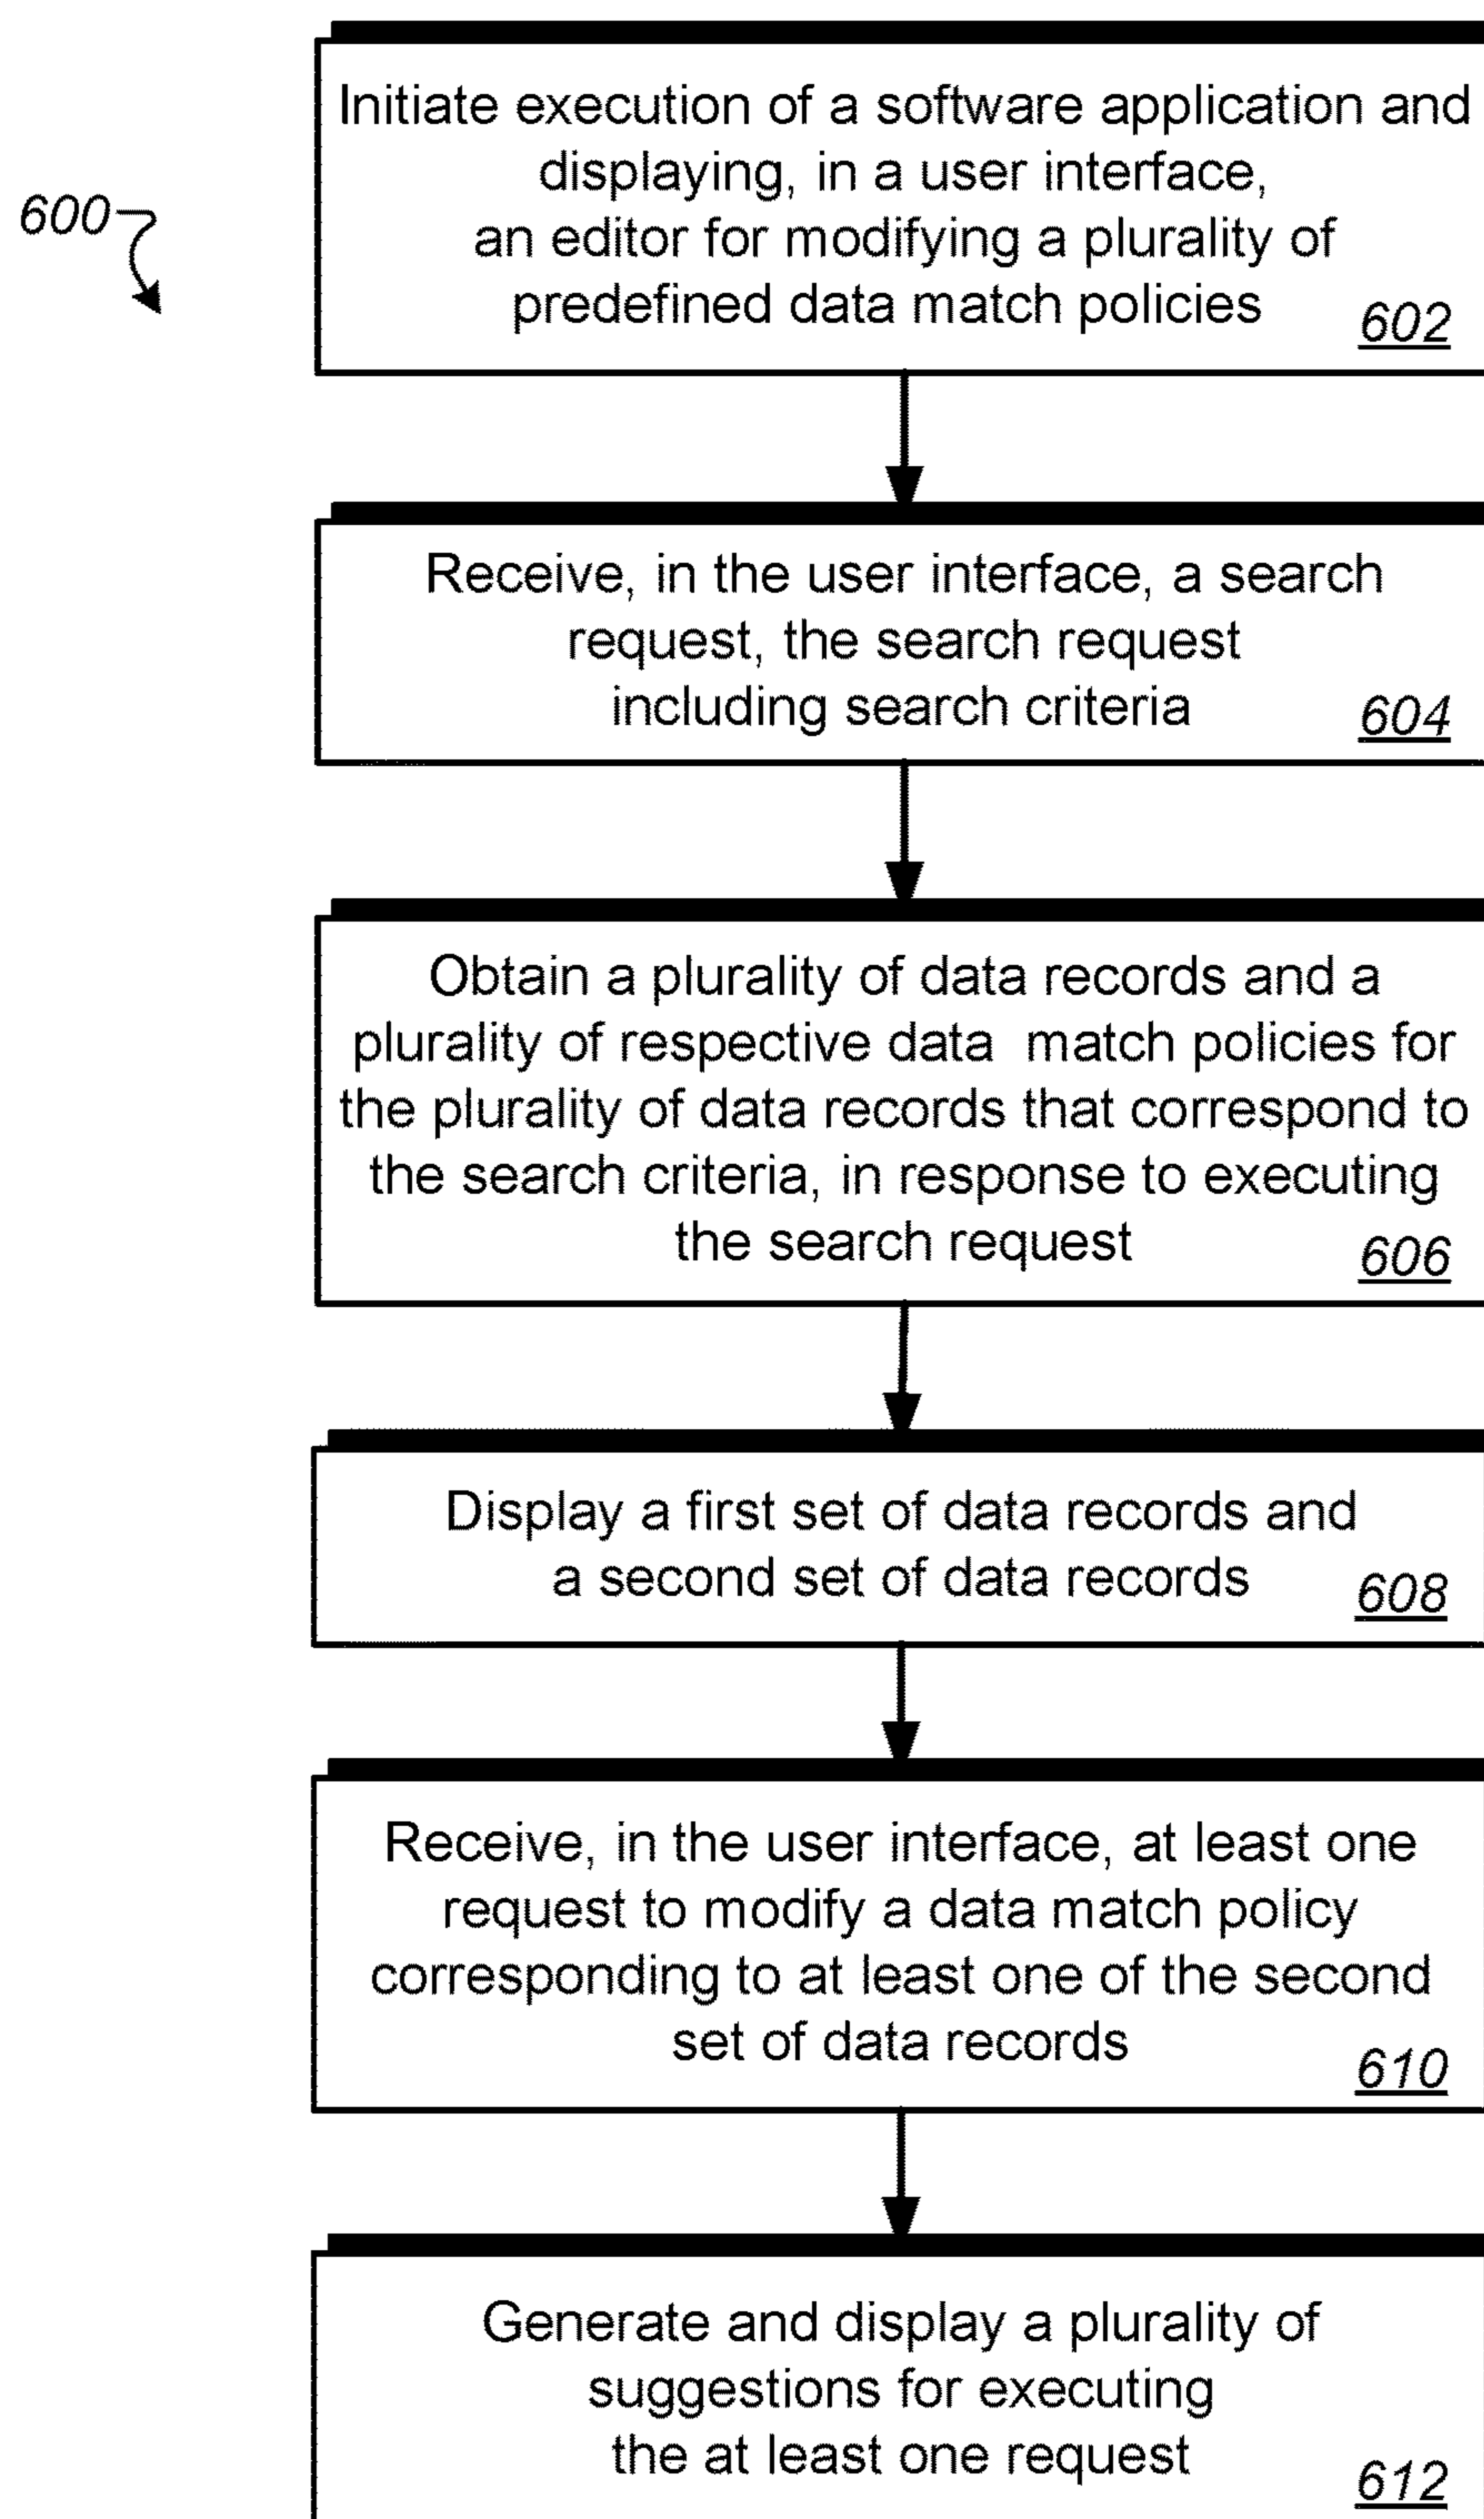 600
Initiate execution of a software application and
displaying, in a user interface,
an editor for modifying a plurality of
predefined data match policies
602
Receive, in the user interface, a search
request, the search request
including search criteria
604
Obtain a plurality of data records and a
plurality of respective data match policies for
the plurality of data records that correspond to
the search criteria, in response to executing
the search request
606
Display a first set of data records and
a second set of data records
608
Receive, in the user interface, at least one
request to modify a data match policy
corresponding to at least one of the second
set of data records
610
Generate and display a plurality of
suggestions for executing
the at least one request
612